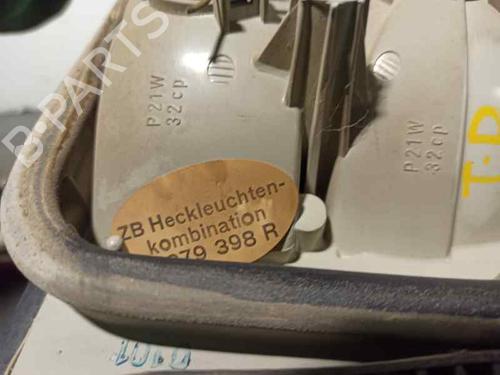 B-PARTS
P21W
32cp
P21W
32cp
T.D
ZB Heckleuchten-
kombination
379 398 R